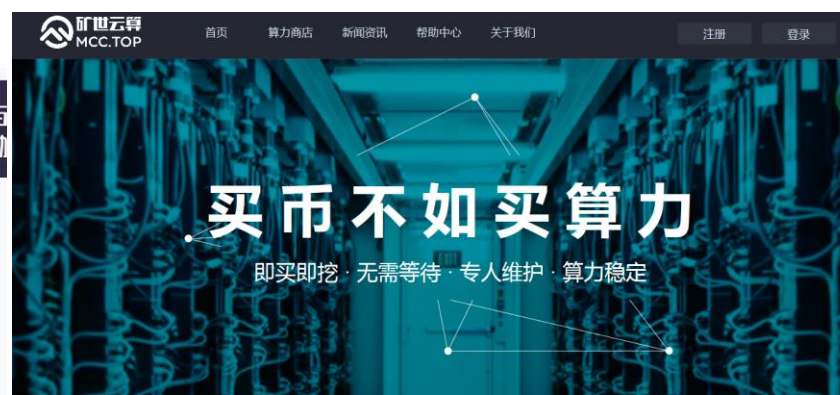 矿世云算
MCC.TOP
首页 算力商店 新闻资讯 帮助中心 关于我们 注册 登录
买币不如买算力
即买即挖 · 无需等待 · 专人维护 · 算力稳定